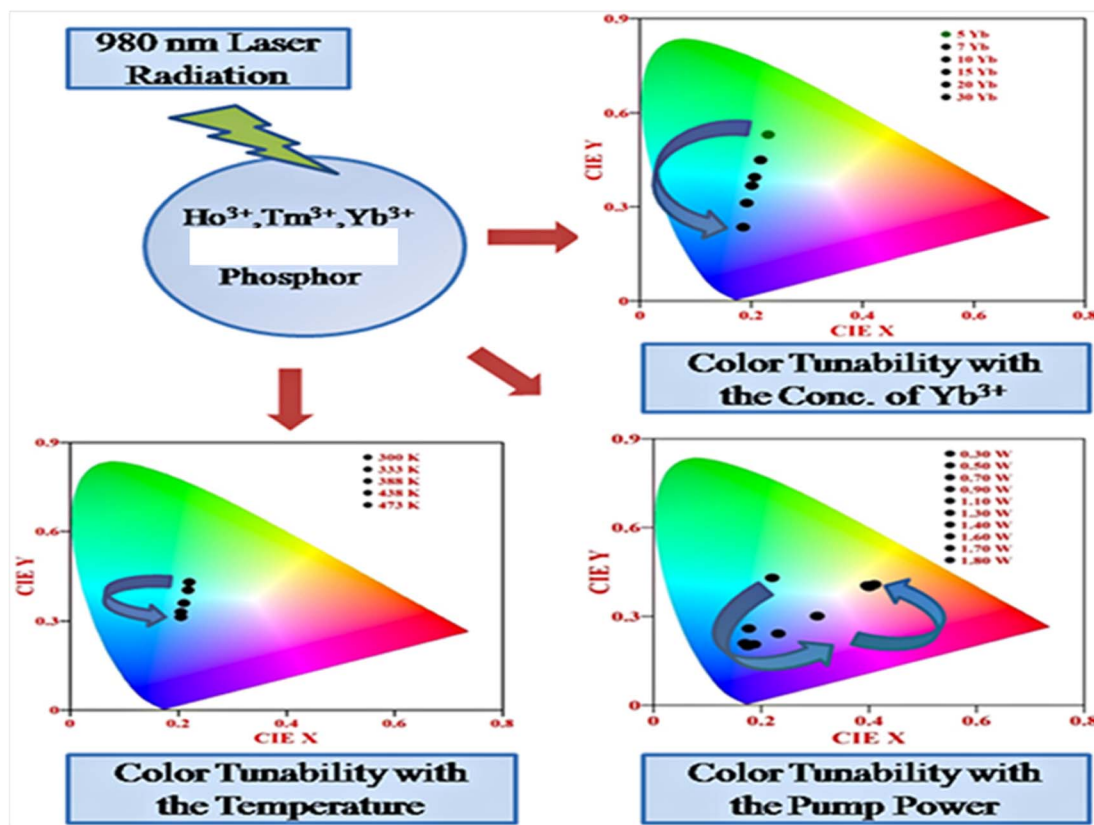 980 nm Laser
Radiation
Ho³⁺,Tm³⁺,Yb³⁺
Phosphor
0.9
0.6
0.3
0
CIE Y
5 Yb
7 Yb
10 Yb
15 Yb
20 Yb
30 Yb
0
0.2
0.4
0.6
0.8
CIE X
Color Tunability with
the Conc. of Yb³⁺
0.9
0.6
0.3
0
CIE Y
300 K
333 K
388 K
438 K
473 K
0
0.2
0.4
0.6
0.8
CIE X
Color Tunability with
the Temperature
0.9
0.6
0.3
0
CIE Y
0.30 W
0.50 W
0.70 W
0.90 W
1.10 W
1.30 W
1.40 W
1.60 W
1.70 W
1.80 W
0
0.2
0.4
0.6
0.8
CIE X
Color Tunability with
the Pump Power